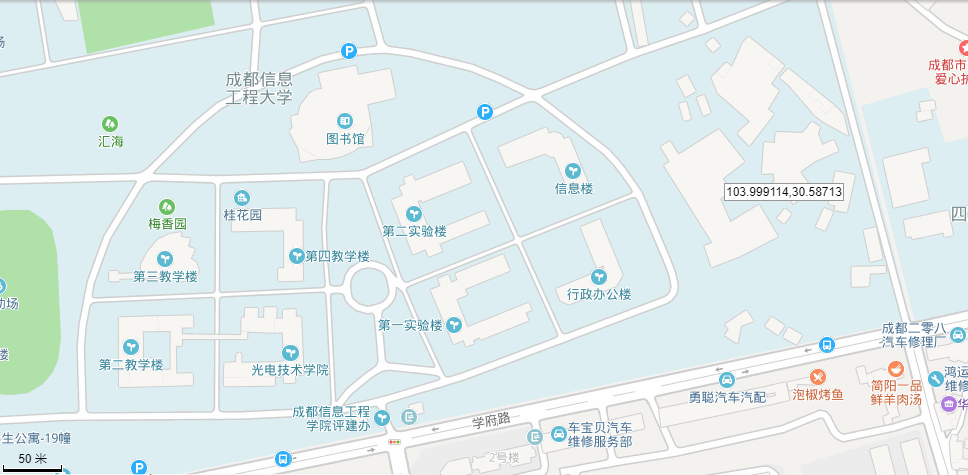 场
成都信息
工程大学
P
P
成都市
爱心
汇海
图书馆
信息楼
103.999114,30.58713
四
梅香园
桂花园
第二实验楼
第三教学楼
第四教学楼
行政办公楼
动场
第一实验楼
楼
第二教学楼
光电技术学院
成都二零八
汽车修理厂
鸿运
维修
简阳一品
鲜羊肉汤
泡椒烤鱼
勇聪汽车汽配
华
成都信息工程
学院评建办
学府路
车宝贝汽车
维修服务部
生公寓-19幢
2号楼
50 米
P